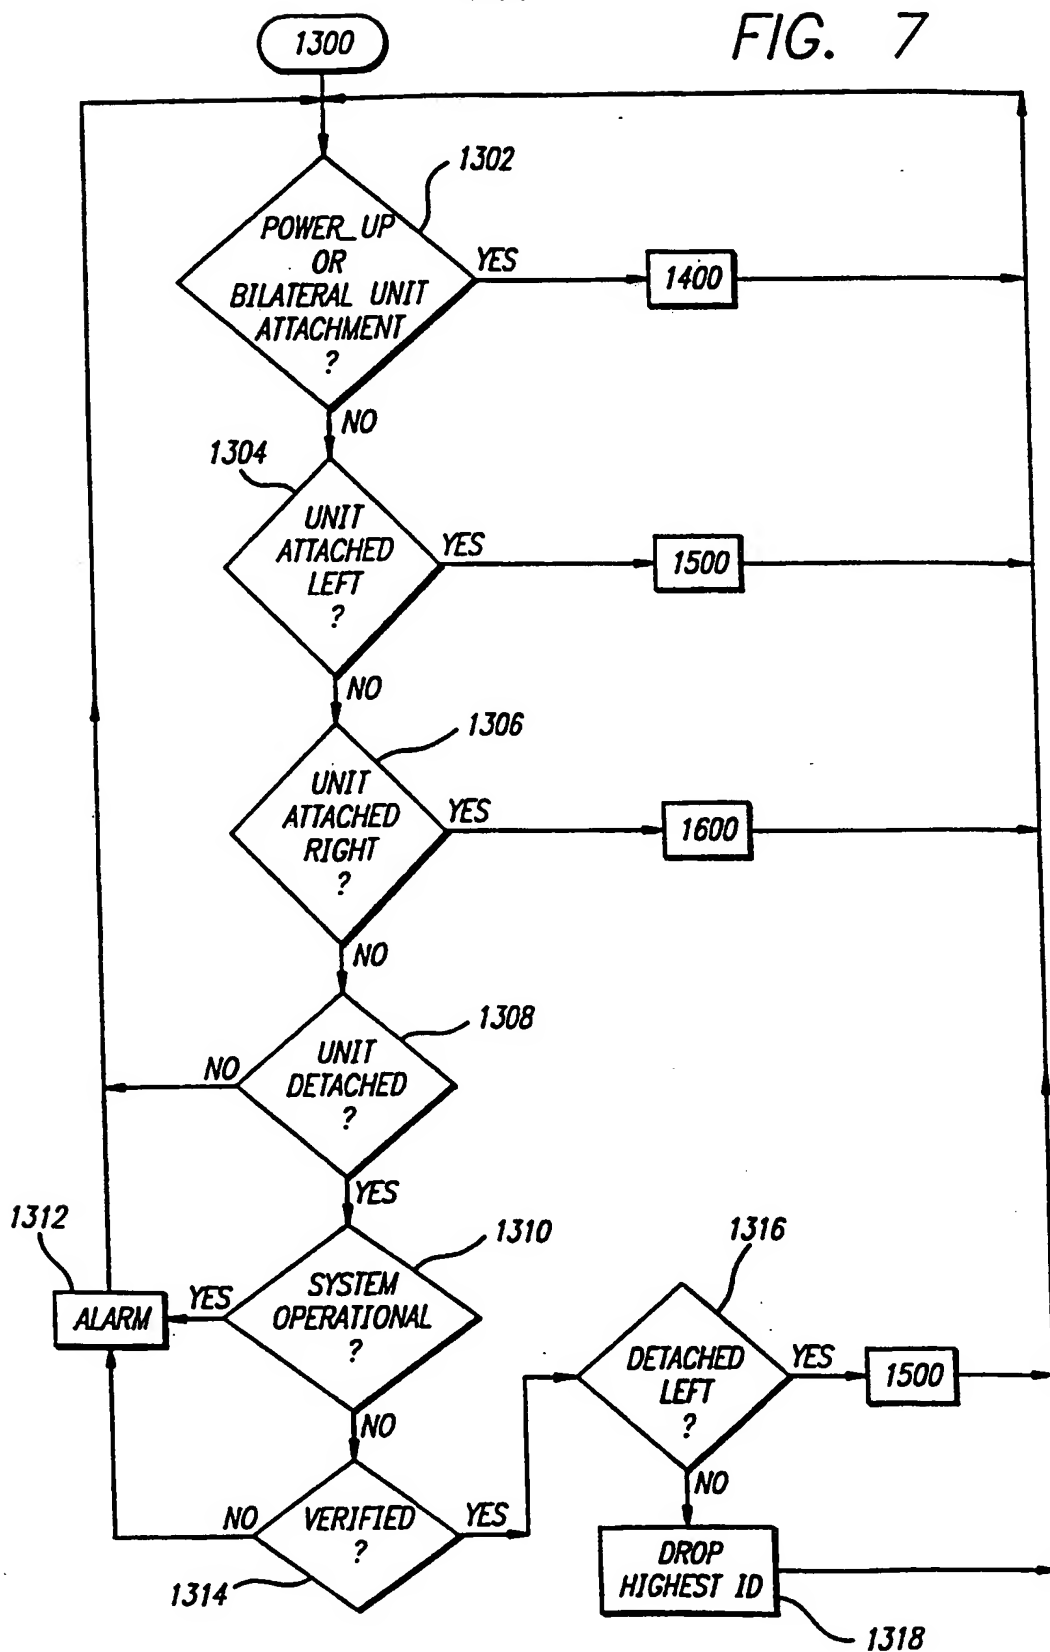 FIG. 7
1300
1302
POWER_UP
OR
BILATERAL UNIT
ATTACHMENT
?
YES
1400
NO
1304
UNIT
ATTACHED
LEFT
?
YES
1500
NO
1306
UNIT
ATTACHED
RIGHT
?
YES
1600
NO
1308
UNIT
DETACHED
?
NO
YES
1312
ALARM
1310
SYSTEM
OPERATIONAL
?
YES
NO
1314
VERIFIED
?
NO
YES
1316
DETACHED
LEFT
?
YES
1500
NO
DROP
HIGHEST ID
1318